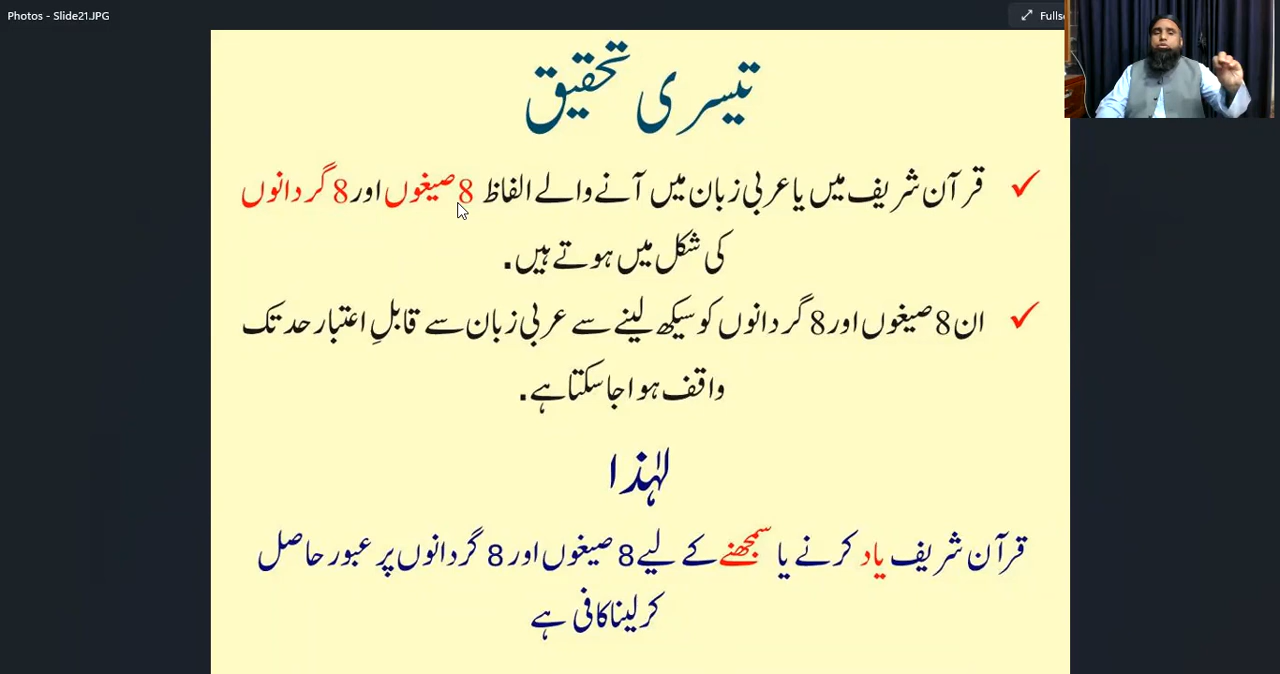 Photos - Slide21.JPG
Fulls
تیسری تحقیق
✓ قرآن شریف میں یا عربی زبان میں آنے والے الفاظ 8 صیغوں اور 8 گردانوں
کی شکل میں ہوتے ہیں.
✓ ان 8 صیغوں اور 8 گردانوں کو سیکھ لینے سے عربی زبان سے قابلِ اعتبار حد تک
واقف ہوا جا سکتا ہے.
لہٰذا
قرآن شریف یاد کرنے یا سمجھنے کے لیے 8 صیغوں اور 8 گردانوں پر عبور حاصل
کر لینا کافی ہے